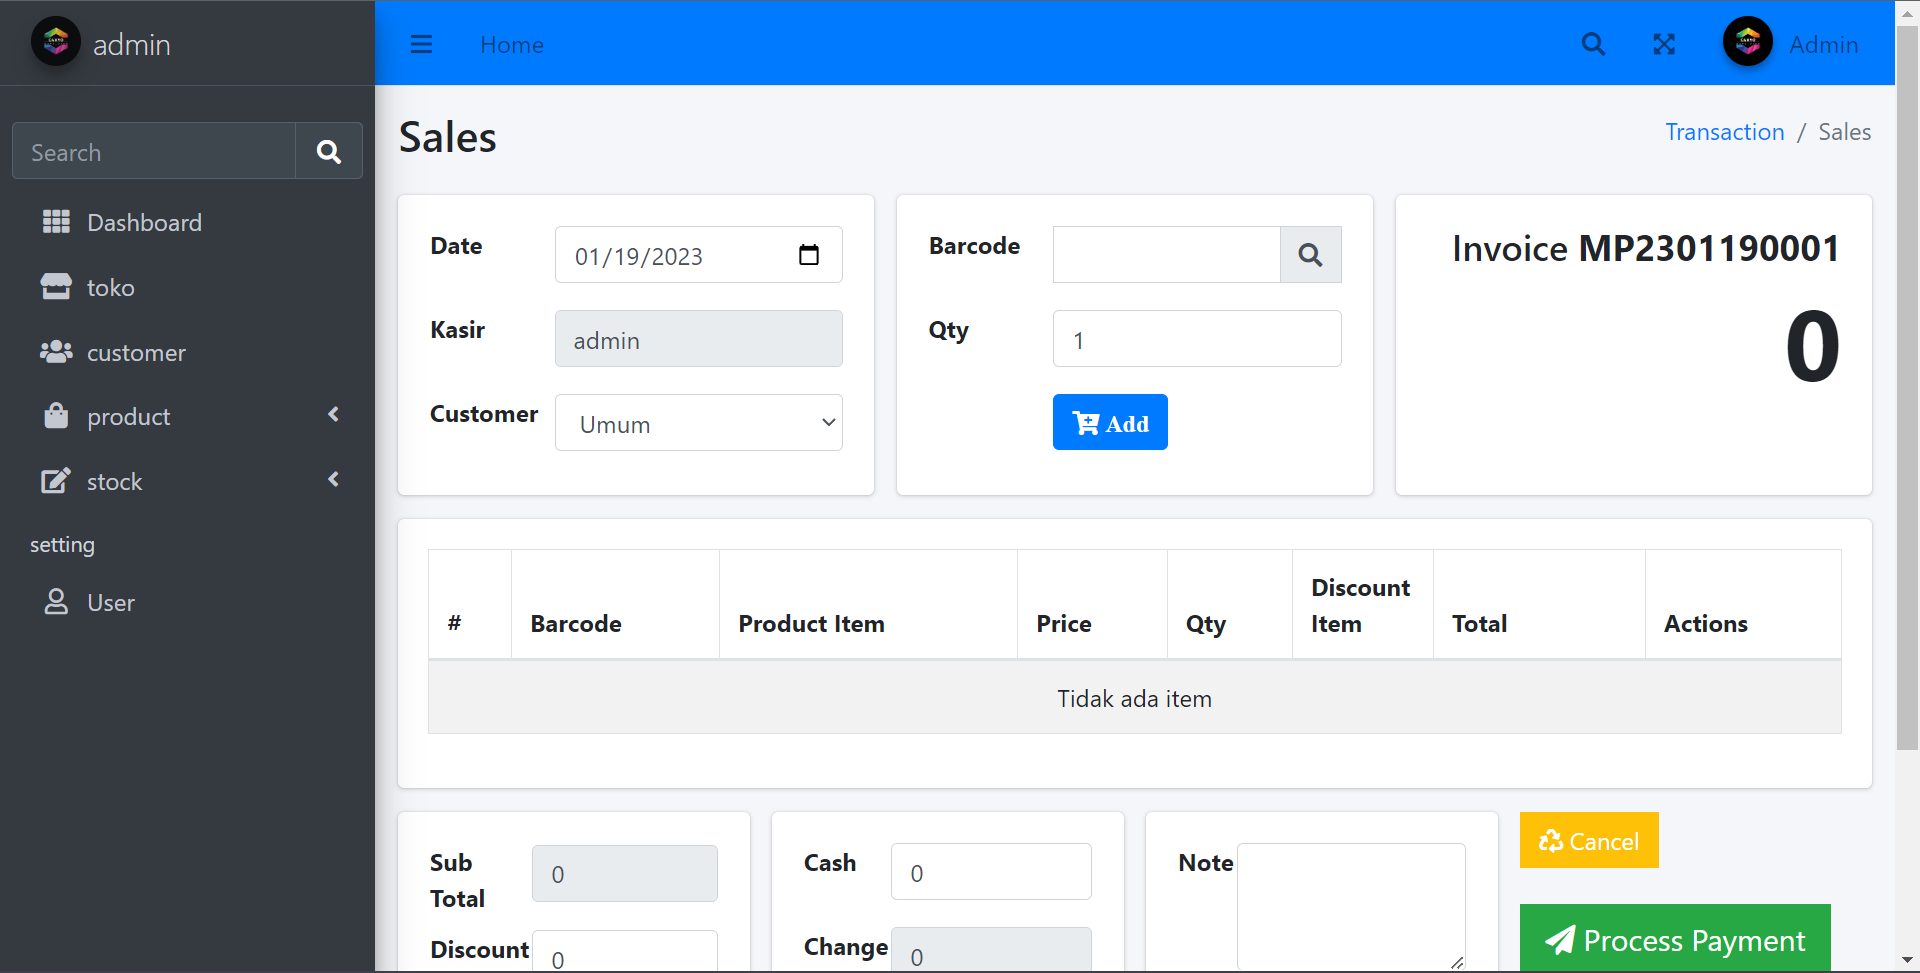 admin
Home
Admin
Search
Dashboard
toko
customer
product
stock
setting
User
Sales
Transaction / Sales
Date
01/19/2023
Kasir
admin
Customer
Umum
Barcode
Qty
1
Add
Invoice MP2301190001
0
#
Barcode
Product Item
Price
Qty
Discount
Item
Total
Actions
Tidak ada item
Sub
Total
0
Discount
0
Cash
0
Change
0
Note
Cancel
Process Payment